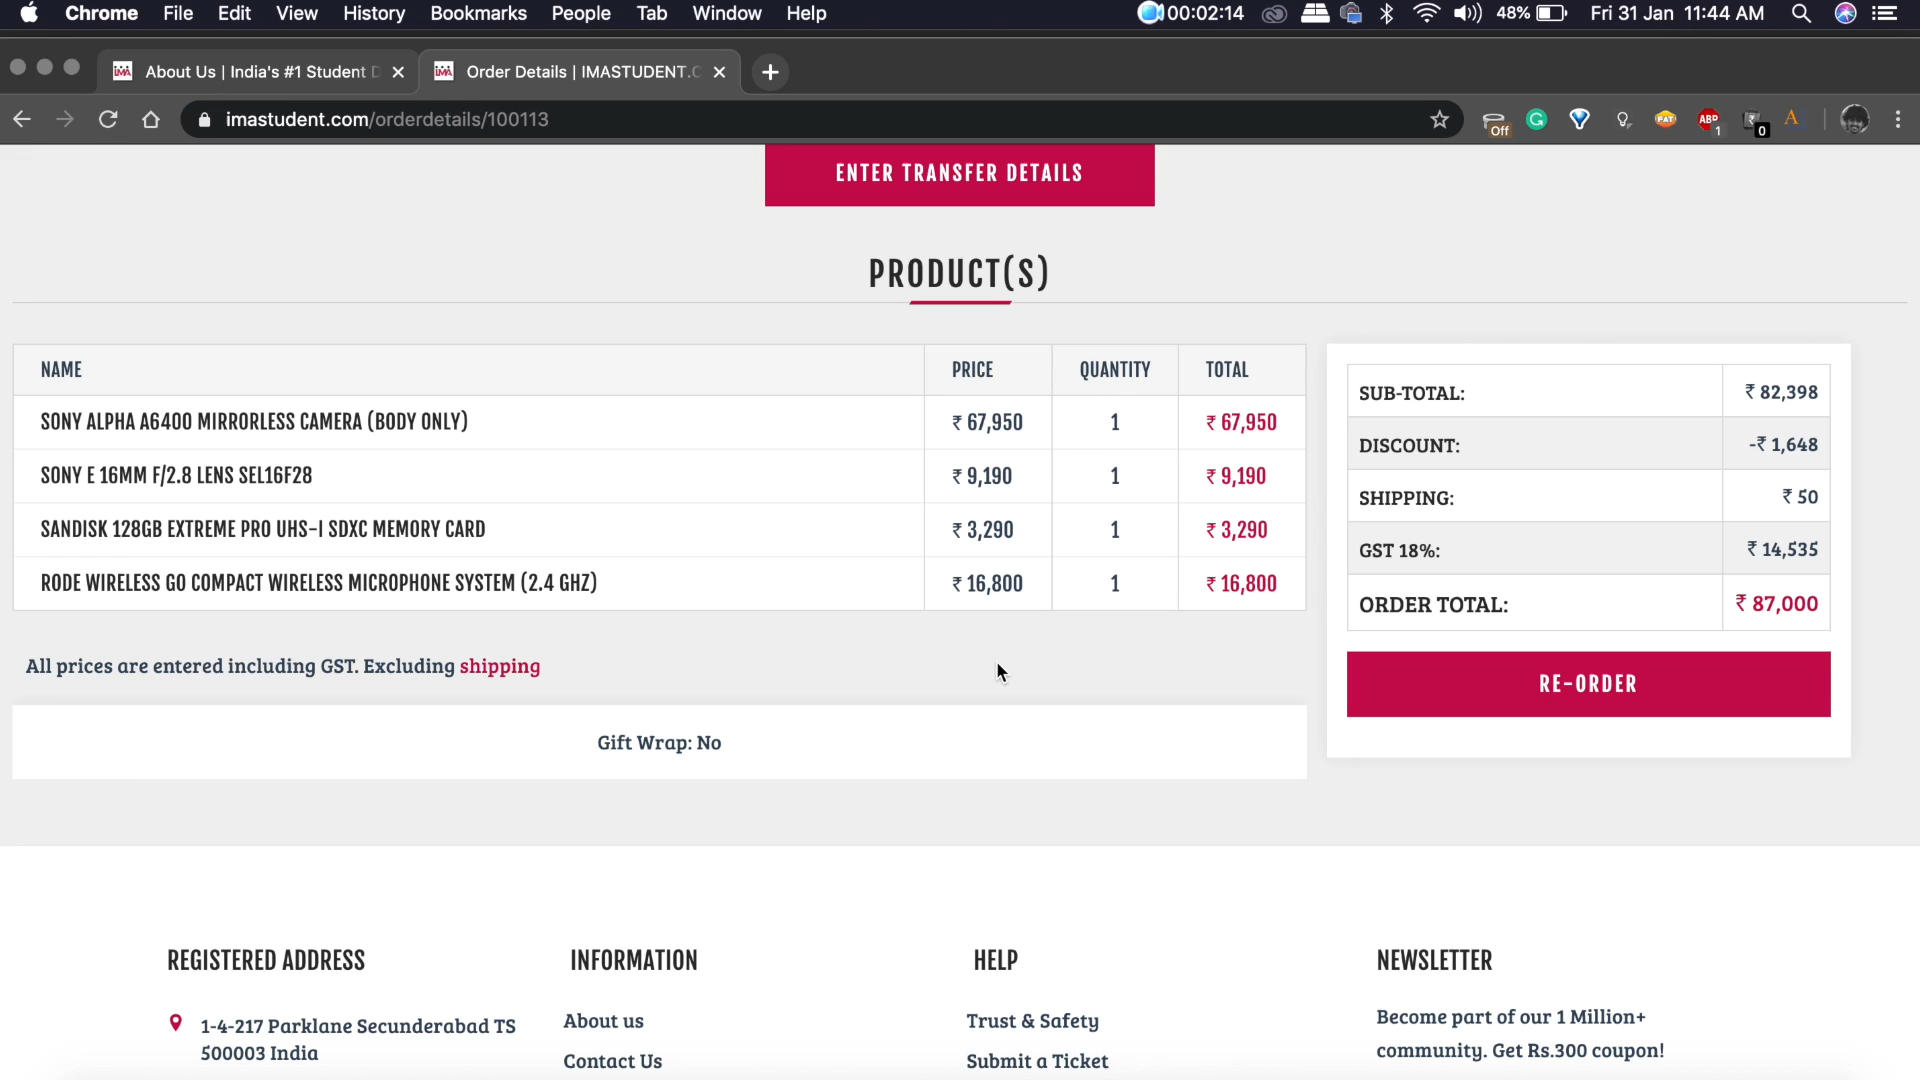 Chrome File Edit View History Bookmarks People Tab Window Help 00:02:14 48% Fri 31 Jan 11:44 AM
About Us | India's #1 Student D Order Details | IMASTUDENT.C
imastudent.com/orderdetails/100113
Off
ABP
1
0
ENTER TRANSFER DETAILS
PRODUCT(S)
NAME PRICE QUANTITY TOTAL
SONY ALPHA A6400 MIRRORLESS CAMERA (BODY ONLY) ₹ 67,950 1 ₹ 67,950
SONY E 16MM F/2.8 LENS SEL16F28 ₹ 9,190 1 ₹ 9,190
SANDISK 128GB EXTREME PRO UHS-I SDXC MEMORY CARD ₹ 3,290 1 ₹ 3,290
RODE WIRELESS GO COMPACT WIRELESS MICROPHONE SYSTEM (2.4 GHZ) ₹ 16,800 1 ₹ 16,800
All prices are entered including GST. Excluding shipping
Gift Wrap: No
SUB-TOTAL: ₹ 82,398
DISCOUNT: -₹ 1,648
SHIPPING: ₹ 50
GST 18%: ₹ 14,535
ORDER TOTAL: ₹ 87,000
RE-ORDER
REGISTERED ADDRESS
1-4-217 Parklane Secunderabad TS
500003 India
INFORMATION
About us
Contact Us
HELP
Trust & Safety
Submit a Ticket
NEWSLETTER
Become part of our 1 Million+
community. Get Rs.300 coupon!